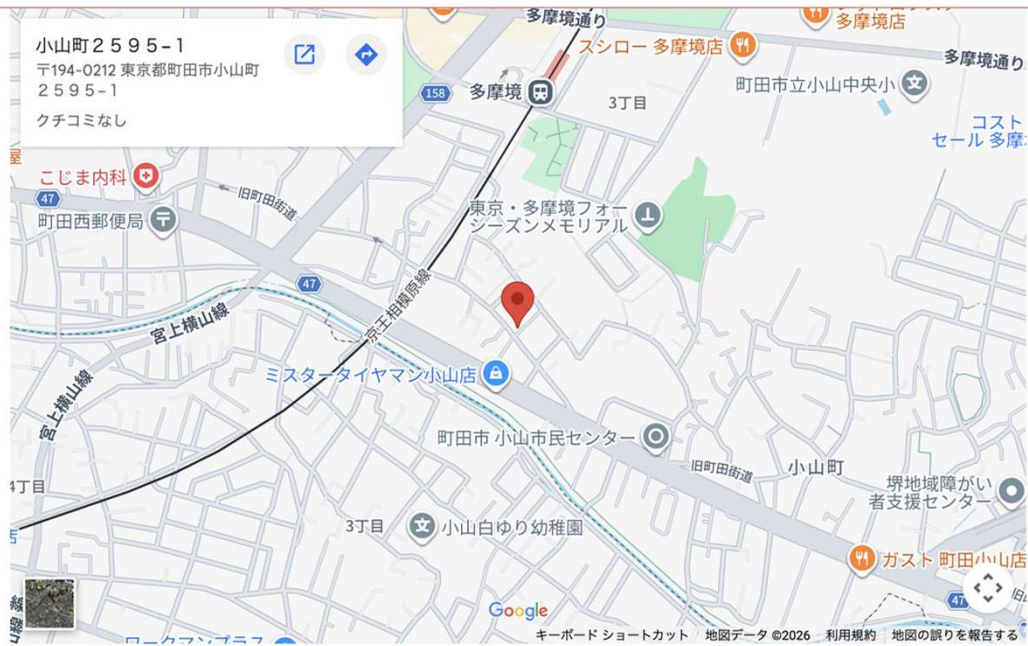 小山町２５９５−１
〒194-0212 東京都町田市小山町
２５９５−１
クチコミなし
多摩境通り
多摩境店
スシロー 多摩境店
多摩境通り
158
多摩境
3丁目
町田市立小山中央小
コスト
セール 多摩
こじま内科
47
旧町田街道
町田西郵便局
東京・多摩境フォー
シーズンメモリアル
47
京王相模原線
宮上横山線
ミスタータイヤマン小山店
宮上横山線
町田市 小山市民センター
旧町田街道
小山町
4丁目
堺地域障がい
者支援センター
店
3丁目
小山白ゆり幼稚園
ガスト 町田小山店
47
Google
キーボード ショートカット
地図データ ©2026
利用規約
地図の誤りを報告する
ワークマンプラス